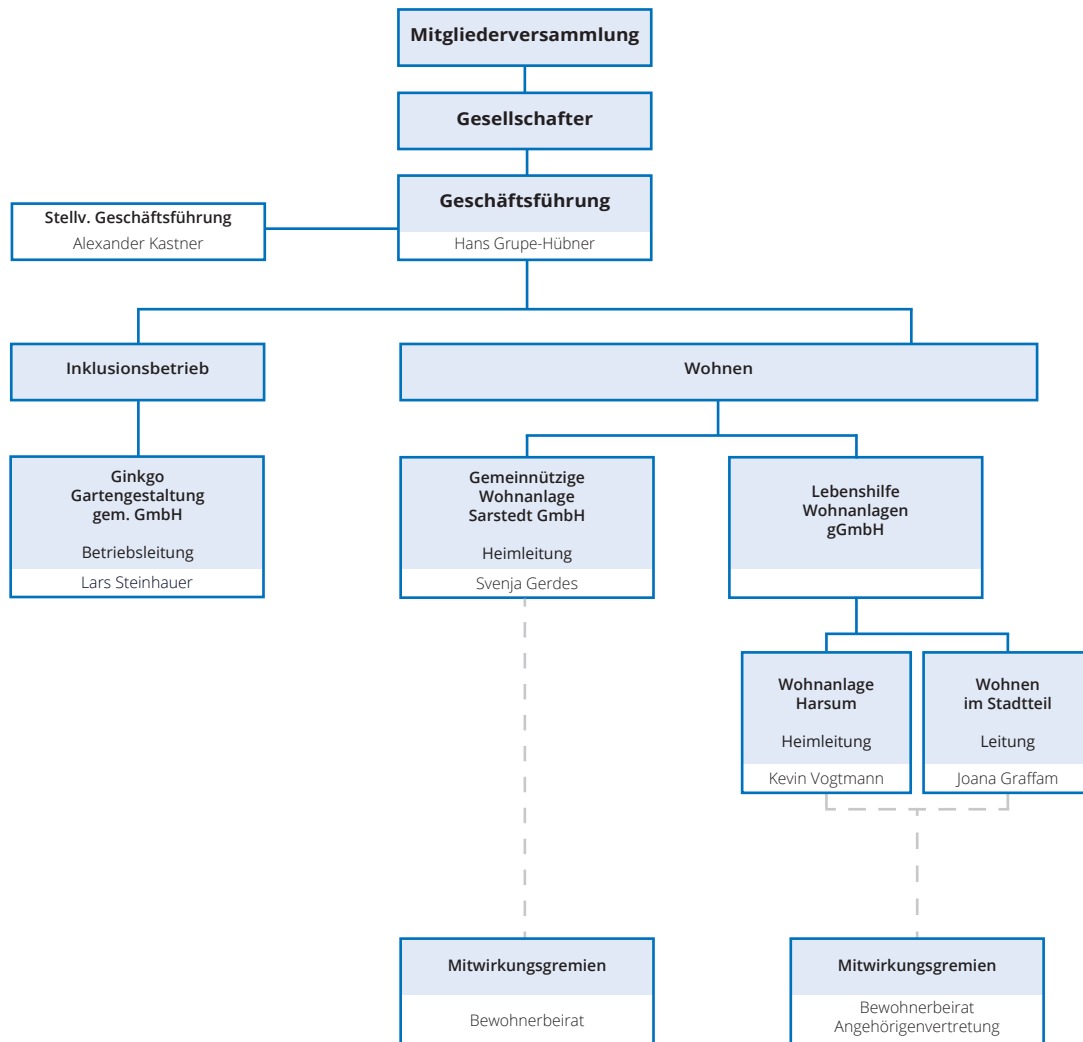 Mitgliederversammlung
Gesellschafter
Geschäftsführung
Hans Grupe-Hübner
Stellv. Geschäftsführung
Alexander Kastner
Inklusionsbetrieb
Wohnen
Ginkgo
Gartengestaltung
gem. GmbH
Betriebsleitung
Lars Steinhauer
Gemeinnützige
Wohnanlage
Sarstedt GmbH
Heimleitung
Svenja Gerdes
Lebenshilfe
Wohnanlagen
gGmbH
Wohnanlage
Harsum
Heimleitung
Kevin Vogtmann
Wohnen
im Stadtteil
Leitung
Joana Graffam
Mitwirkungsgremien
Bewohnerbeirat
Mitwirkungsgremien
Bewohnerbeirat
Angehörigenvertretung